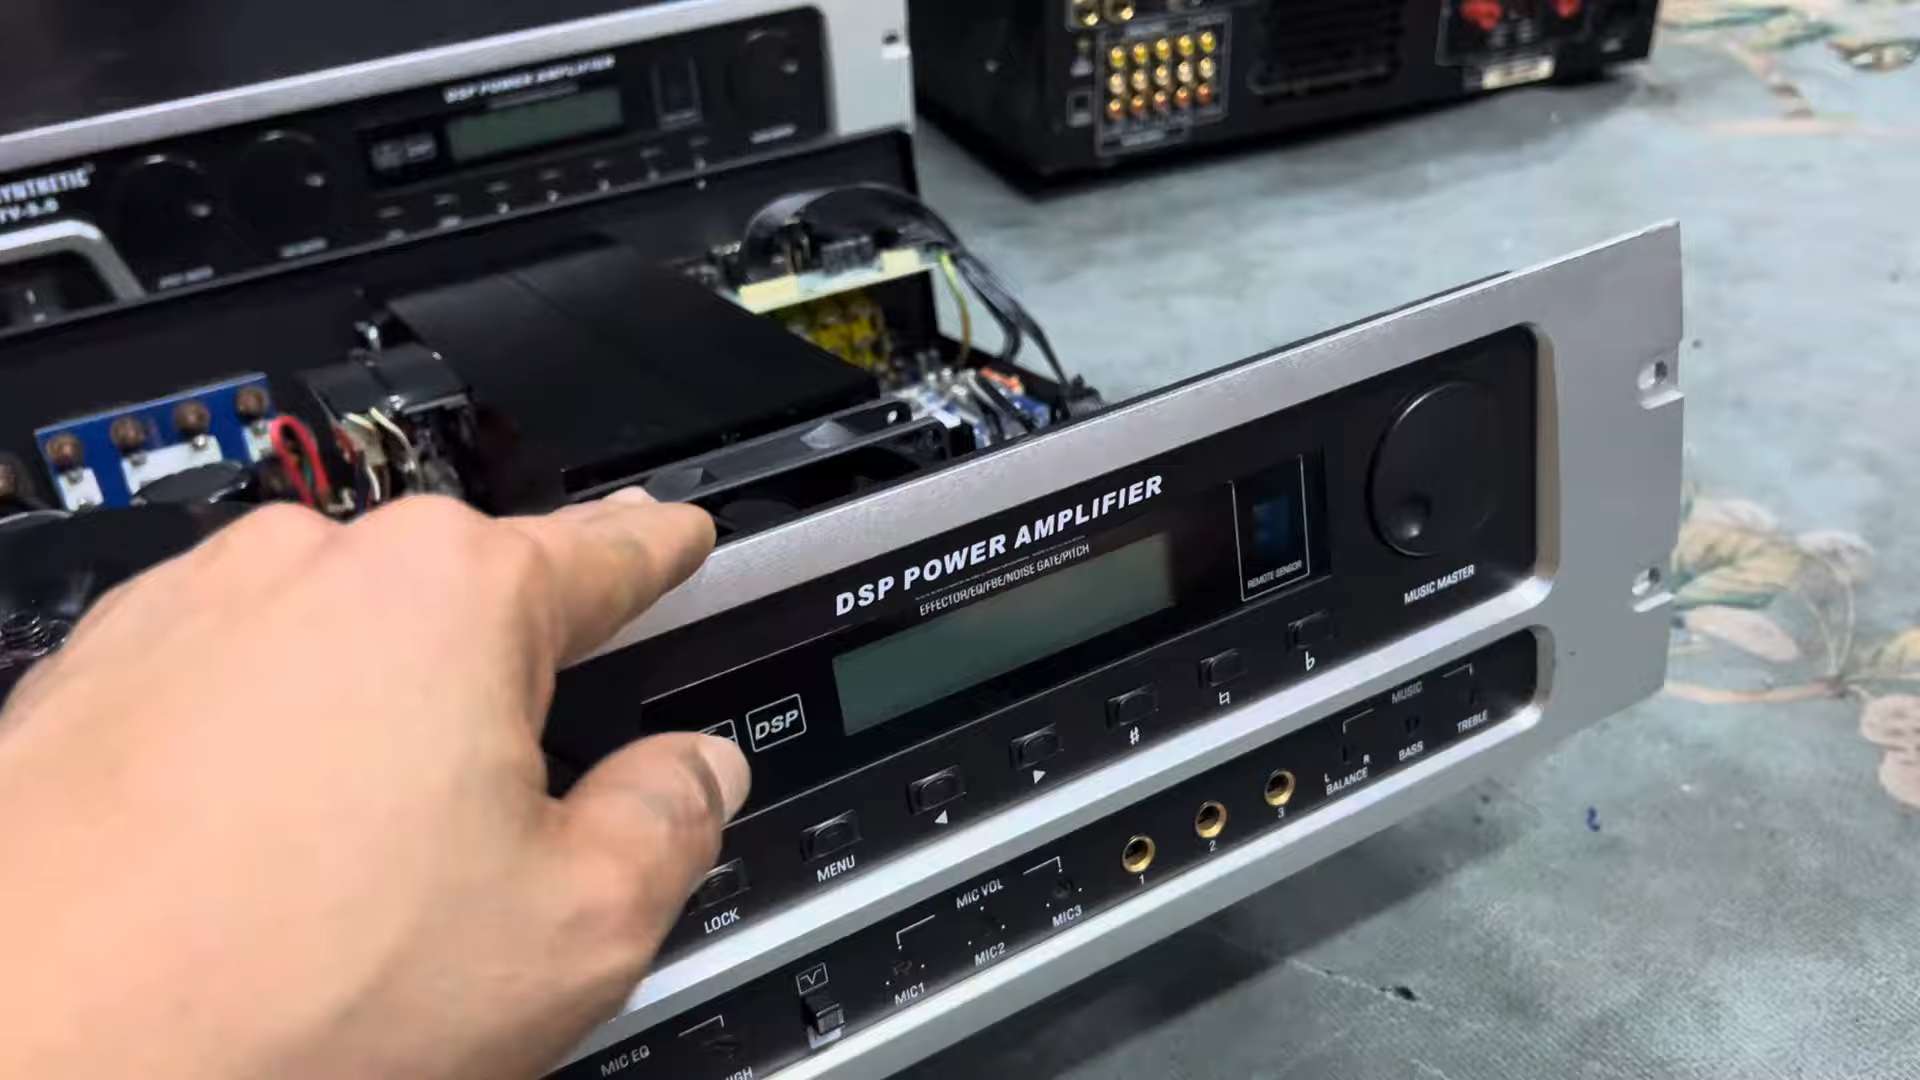 DSP POWER AMPLIFIER
DSP POWER AMPLIFIER
EFFECTOR/EQ/FBE/NOISE GATE/PITCH
REMOTE SENSOR
MUSIC MASTER
DSP
♯
♮
♭
LOCK
MENU
◀
▶
MUSIC
L
R
BALANCE
BASS
TREBLE
1
2
3
MIC VOL
MIC1
MIC2
MIC3
MIC EQ